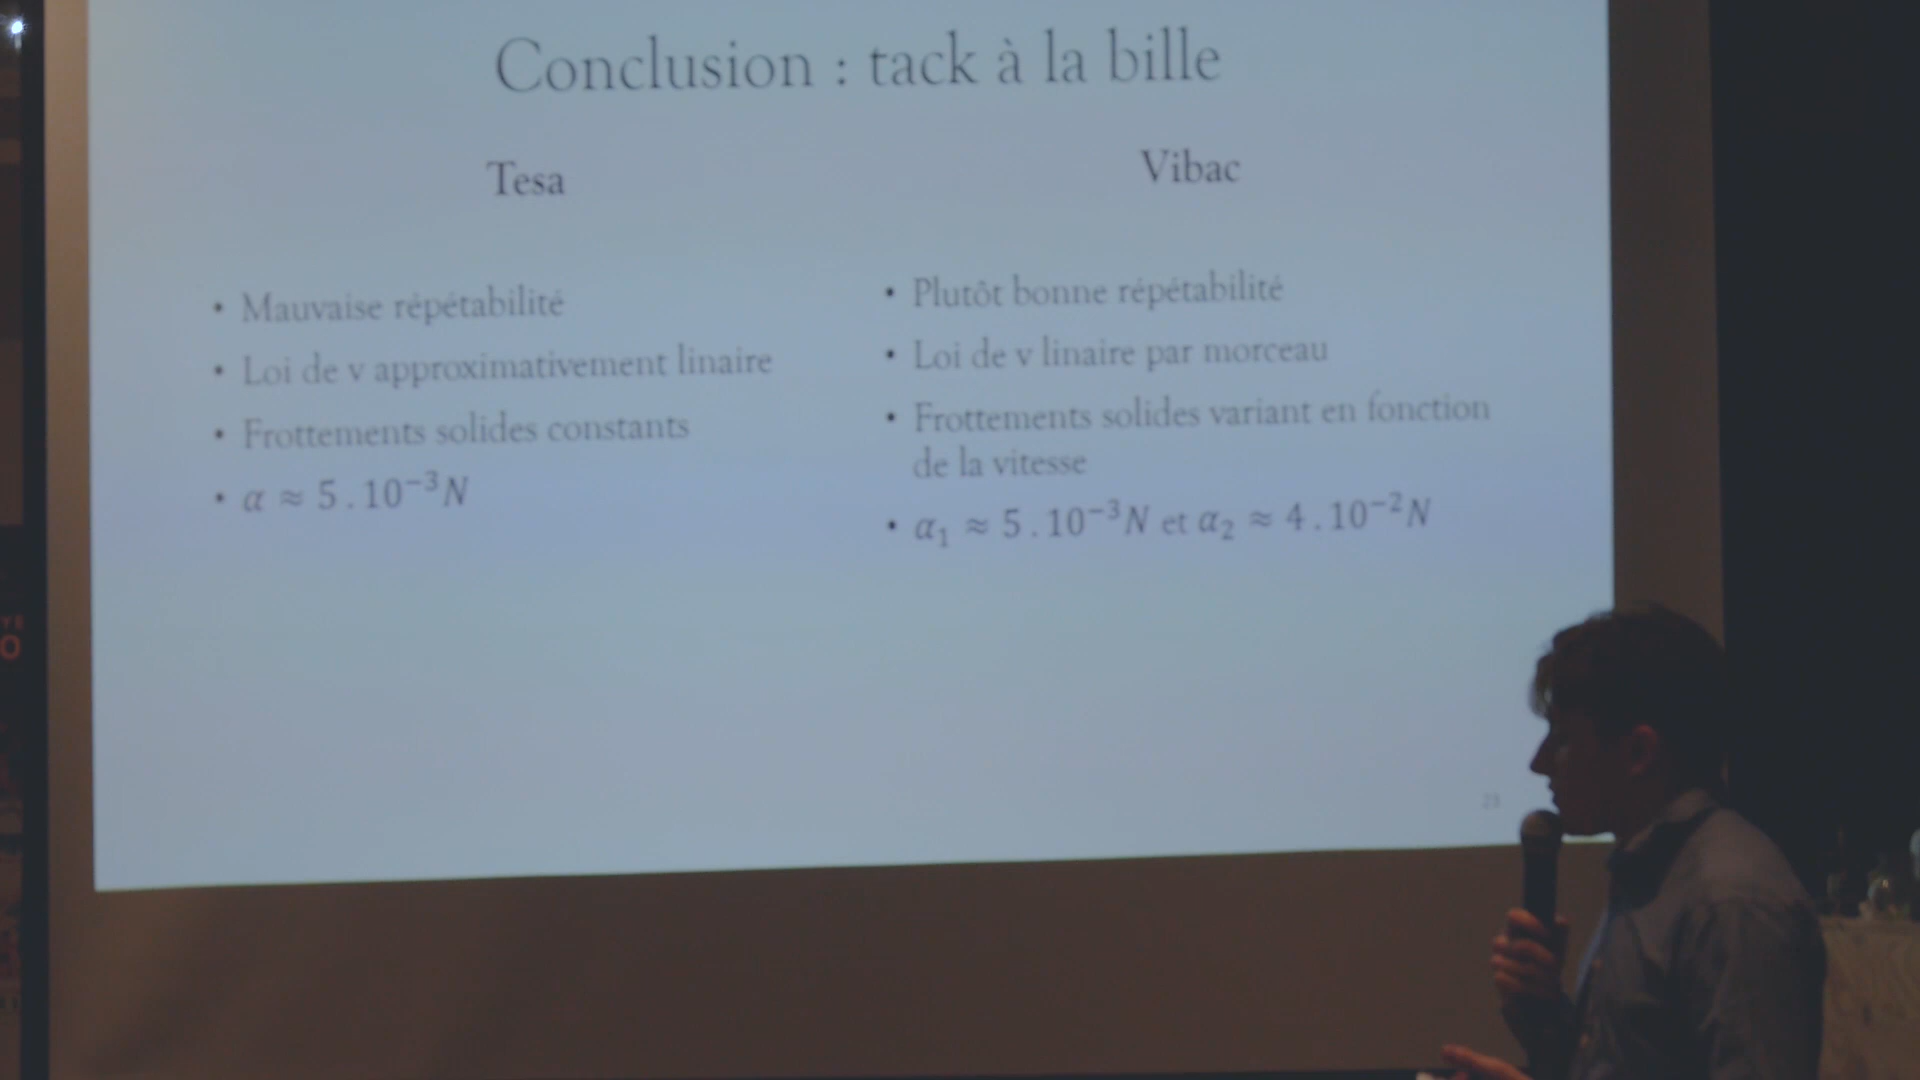 Conclusion : tack à la bille
Tesa
• Mauvaise répétabilité
• Loi de v approximativement linaire
• Frottements solides constants
• α ≈ 5 . 10⁻³N
Vibac
• Plutôt bonne répétabilité
• Loi de v linaire par morceau
• Frottements solides variant en fonction
de la vitesse
• α₁ ≈ 5 . 10⁻³N et α₂ ≈ 4 . 10⁻²N